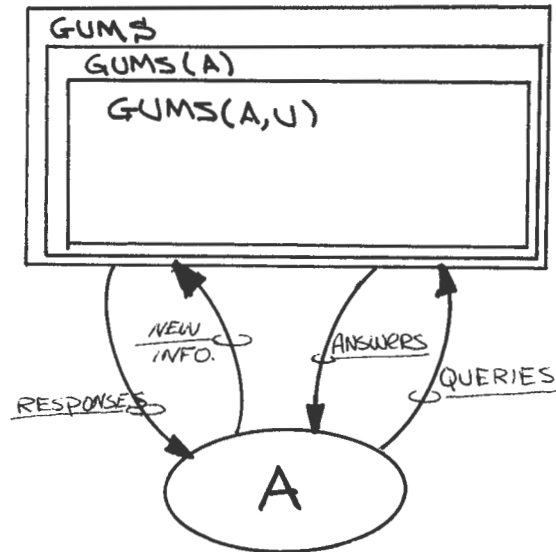 GUMS
GUMS(A)
GUMS(A,U)
NEW
INFO.
ANSWERS
QUERIES
RESPONSES
A